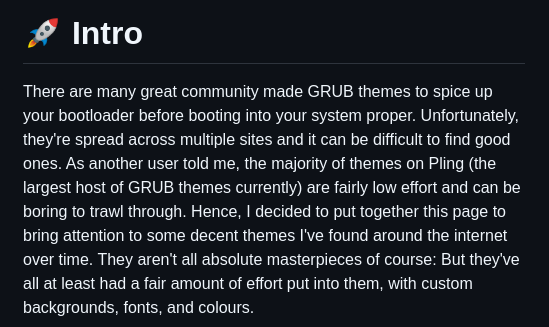 🚀 Intro
There are many great community made GRUB themes to spice up
your bootloader before booting into your system proper. Unfortunately,
they're spread across multiple sites and it can be difficult to find good
ones. As another user told me, the majority of themes on Pling (the
largest host of GRUB themes currently) are fairly low effort and can be
boring to trawl through. Hence, I decided to put together this page to
bring attention to some decent themes I've found around the internet
over time. They aren't all absolute masterpieces of course: But they've
all at least had a fair amount of effort put into them, with custom
backgrounds, fonts, and colours.